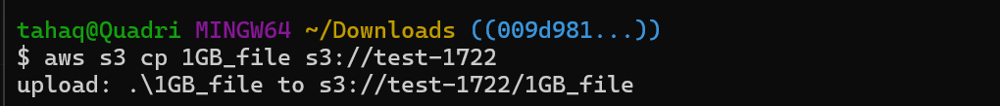 tahaq@Quadri MINGW64 ~/Downloads ((009d981...))
$ aws s3 cp 1GB_file s3://test-1722
upload: .\1GB_file to s3://test-1722/1GB_file